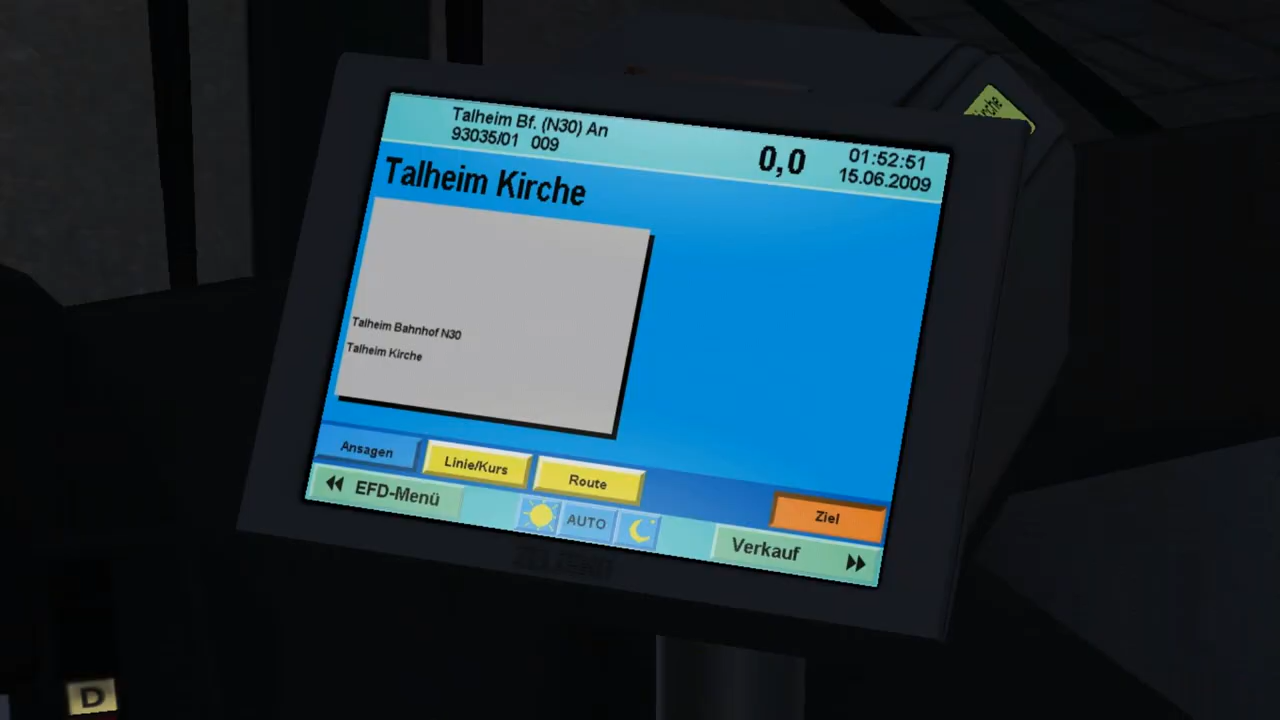 Talheim Bf. (N30) An
93035/01 009
0,0
01:52:51
15.06.2009
Talheim Kirche
Talheim Bahnhof N30
Talheim Kirche
Ansagen
Linie/Kurs
Route
Ziel
EFD-Menü
AUTO
Verkauf
D